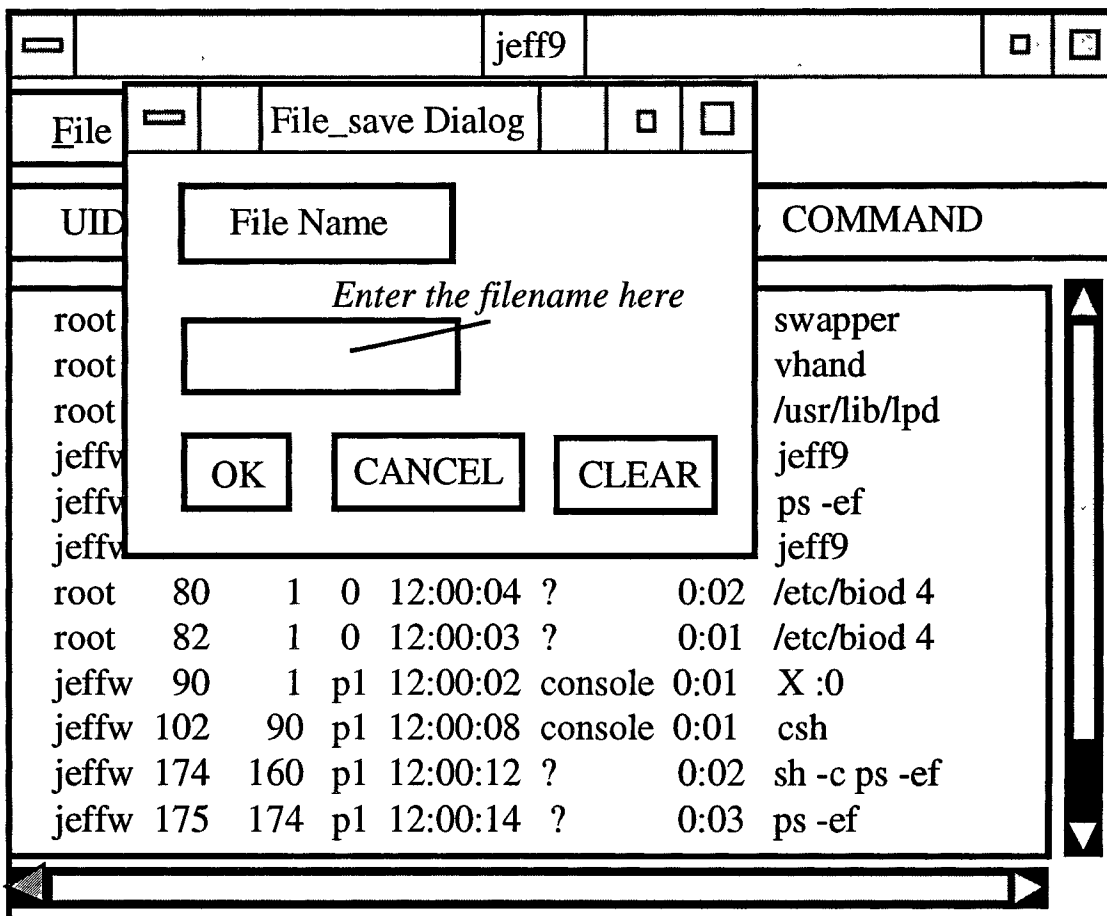 jeff9
File
File_save Dialog
UID
COMMAND
File Name
Enter the filename here
root swapper
root vhand
root /usr/lib/lpd
jeffw jeff9
OK CANCEL CLEAR
jeffw ps -ef
jeffw jeff9
root 80 1 0 12:00:04 ? 0:02 /etc/biod 4
root 82 1 0 12:00:03 ? 0:01 /etc/biod 4
jeffw 90 1 p1 12:00:02 console 0:01 X :0
jeffw 102 90 p1 12:00:08 console 0:01 csh
jeffw 174 160 p1 12:00:12 ? 0:02 sh -c ps -ef
jeffw 175 174 p1 12:00:14 ? 0:03 ps -ef